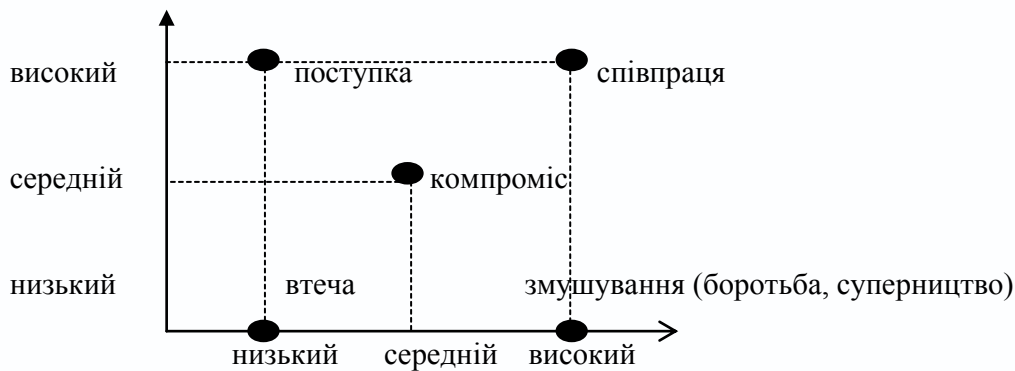 високий поступка співпраця
середній компроміс
низький втеча змушування (боротьба, суперництво)
низький середній високий